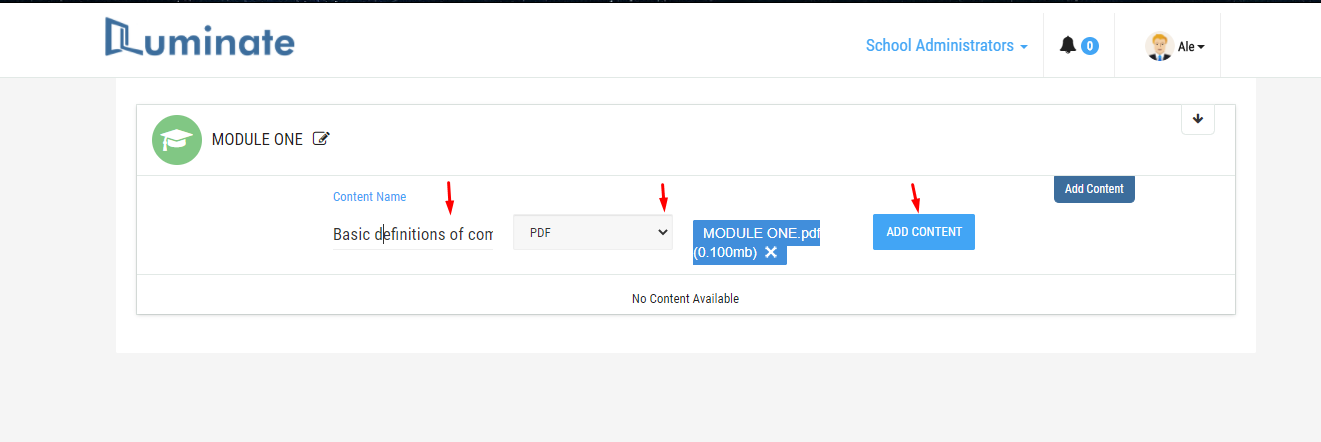 Luminate
School Administrators
0
Ale
MODULE ONE
Add Content
Content Name
Basic definitions of com
PDF
MODULE ONE.pdf
(0.100mb)
ADD CONTENT
No Content Available